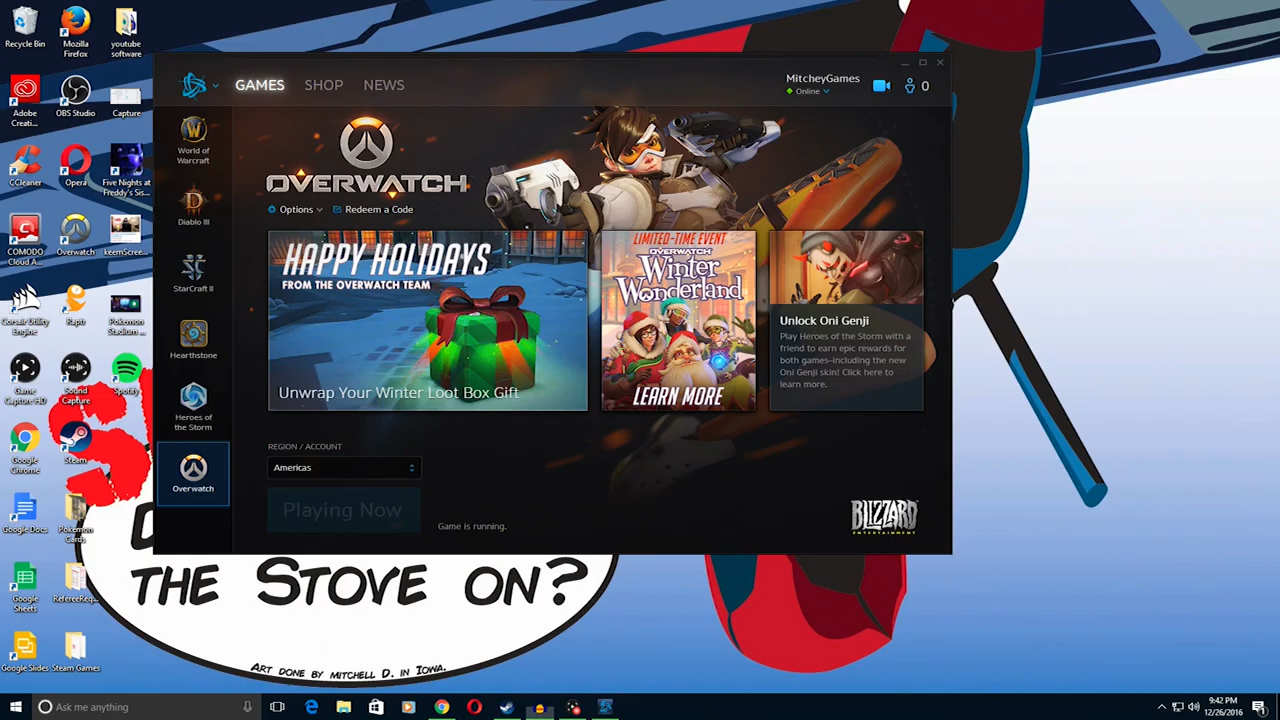 Recycle Bin
Mozilla
Firefox
youtube
software
Adobe
Creati...
OBS Studio
Capture
CCleaner
Opera
Five Nights at
Freddy's Sis...
COMODO
Cloud A...
Overwatch
keemScree...
Corsair Utility
Engine
Raptr
Pokemon
Stadium ...
Game
Capture HD
Sound
Capture
Spotify
Google
Chrome
Steam
Google Docs
Pokemon
Cards
Google
Sheets
RefereeReq...
Google Slides
Steam Games
GAMES
SHOP
NEWS
MitcheyGames
Online
0
World of
Warcraft
Diablo III
StarCraft II
Hearthstone
Heroes of
the Storm
Overwatch
OVERWATCH
Options
Redeem a Code
HAPPY HOLIDAYS
FROM THE OVERWATCH TEAM
Unwrap Your Winter Loot Box Gift
LIMITED-TIME EVENT
OVERWATCH
Winter
Wonderland
LEARN MORE
Unlock Oni Genji
Play Heroes of the Storm with a
friend to earn epic rewards for
both games–including the new
Oni Genji skin! Click here to
learn more.
REGION / ACCOUNT
Americas
Playing Now
Game is running.
BLIZZARD
ENTERTAINMENT
the Stove on?
Art done by mitchell D. in Iowa.
Ask me anything
9:42 PM
12/26/2016
1